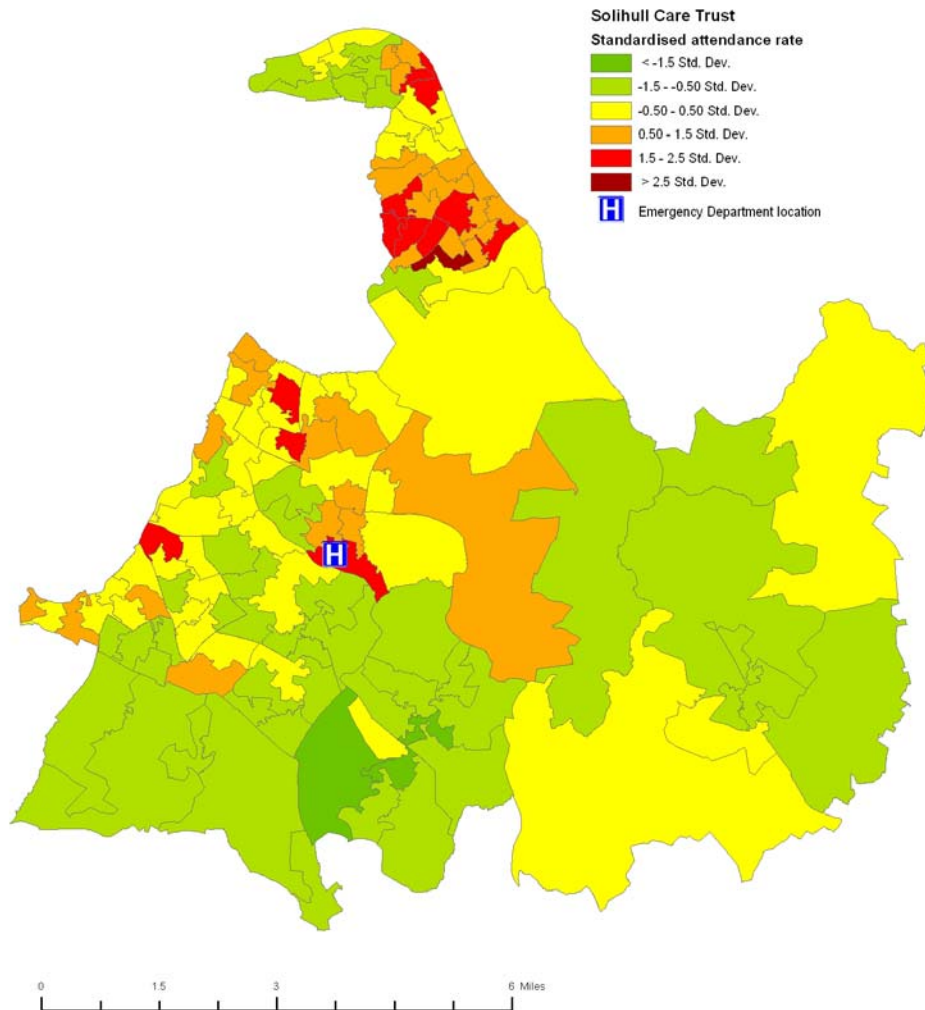 Solihull Care Trust
Standardised attendance rate
< -1.5 Std. Dev.
-1.5 - -0.50 Std. Dev.
-0.50 - 0.50 Std. Dev.
0.50 - 1.5 Std. Dev.
1.5 - 2.5 Std. Dev.
> 2.5 Std. Dev.
H Emergency Department location
H
0 1.5 3 6 Miles